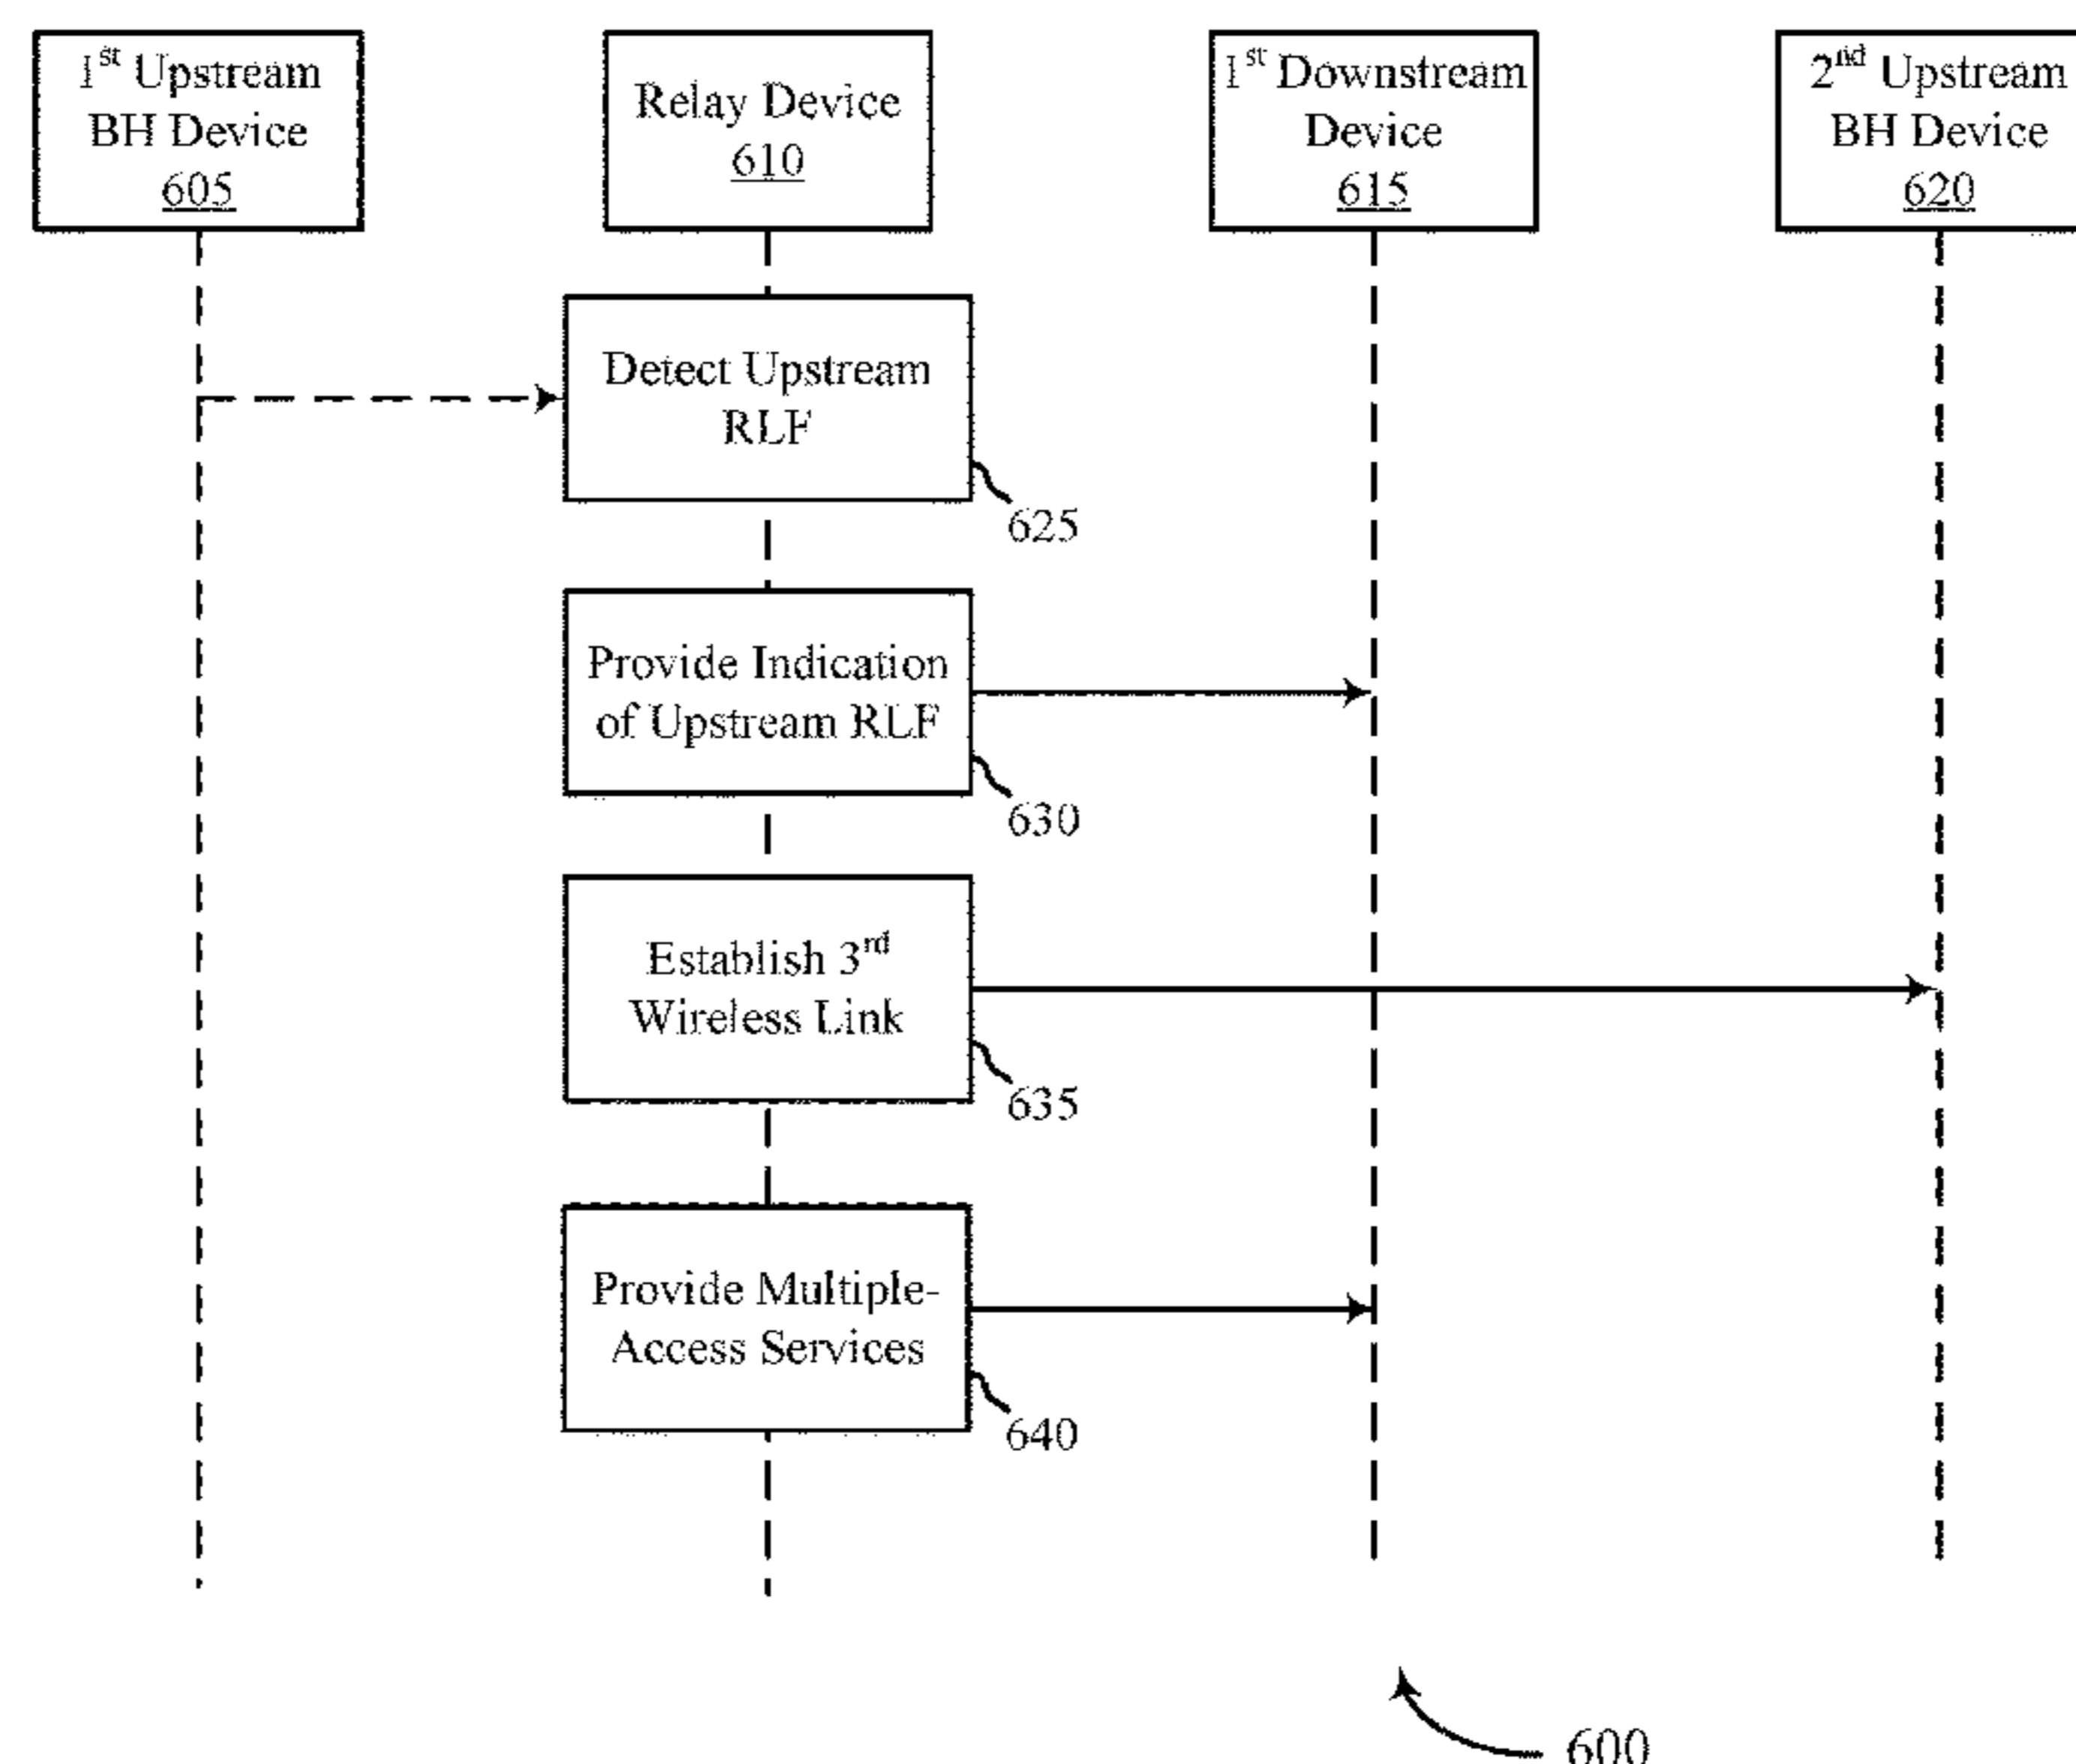 1st Upstream
BH Device
605
Relay Device
610
1st Downstream
Device
615
2nd Upstream
BH Device
620
Detect Upstream
RLF
625
Provide Indication
of Upstream RLF
630
Establish 3rd
Wireless Link
635
Provide Multiple-
Access Services
640
600